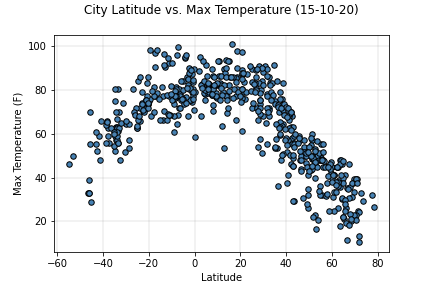 City Latitude vs. Max Temperature (15-10-20)
100
80
60
40
20
Max Temperature (F)
−60 −40 −20 0 20 40 60 80
Latitude